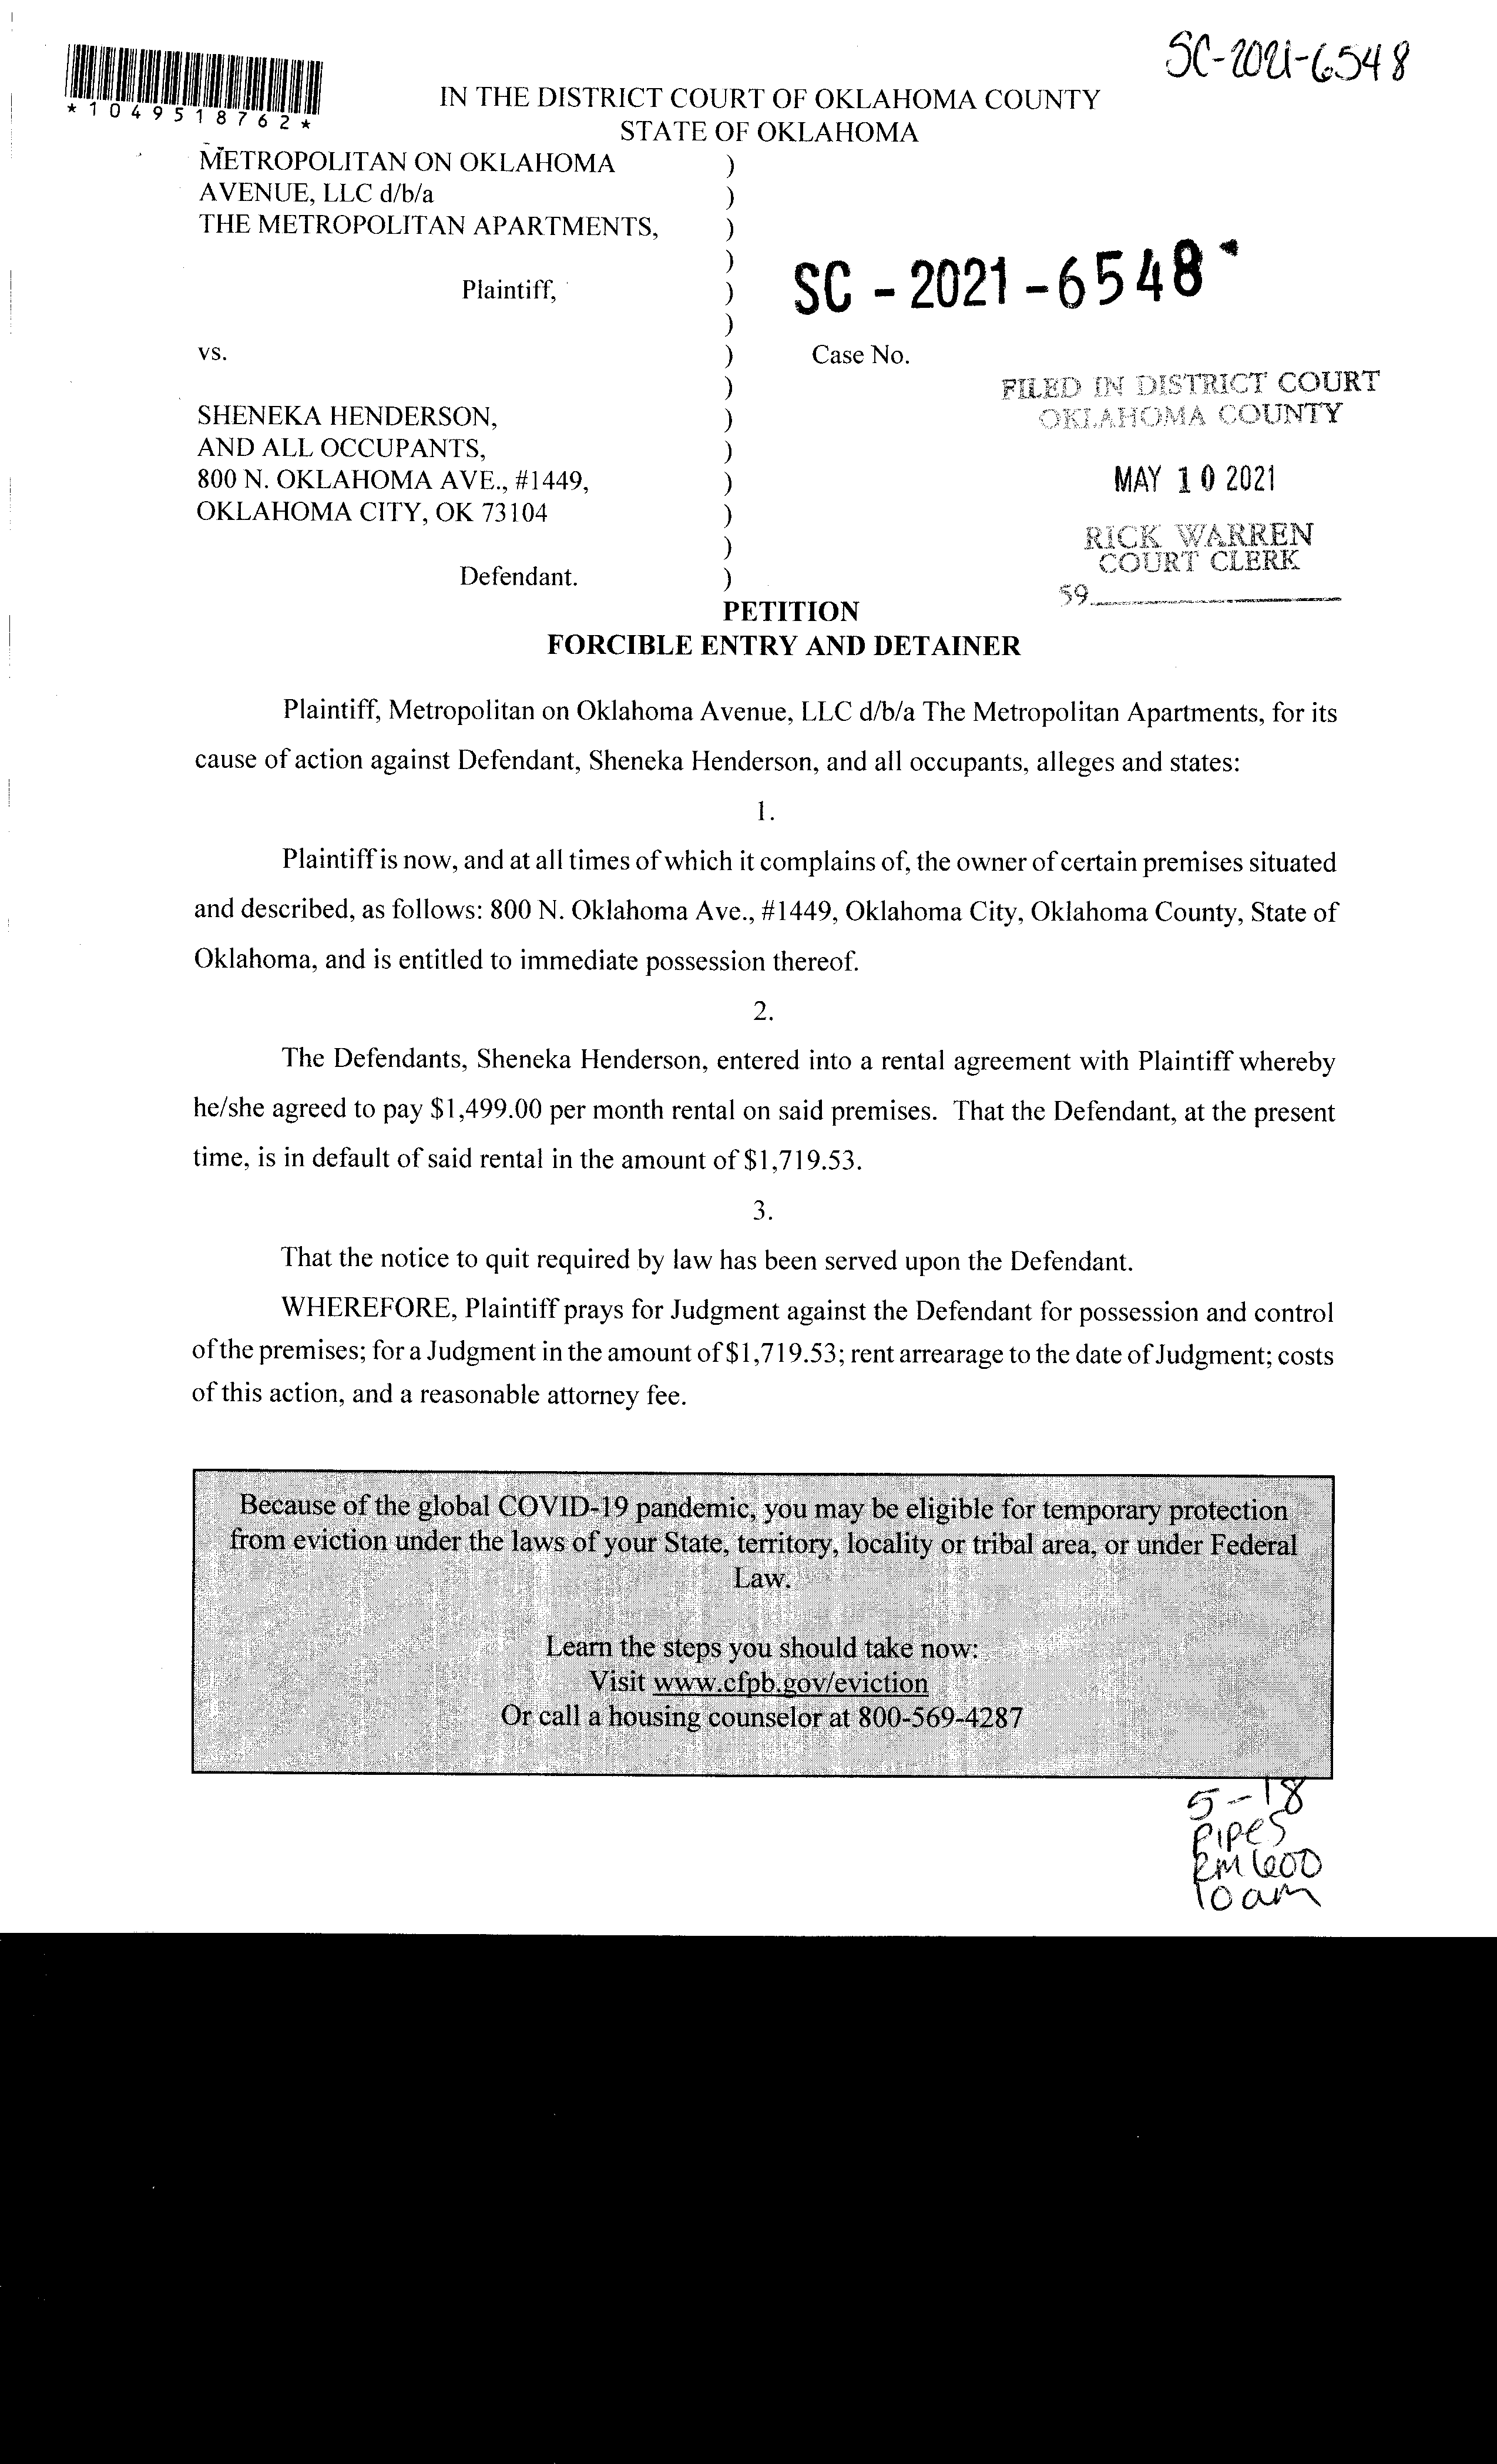 SC-2021-6548
*1049518762*
IN THE DISTRICT COURT OF OKLAHOMA COUNTY
STATE OF OKLAHOMA
METROPOLITAN ON OKLAHOMA )
AVENUE, LLC d/b/a )
THE METROPOLITAN APARTMENTS, )
)
Plaintiff, ) SC - 2021 - 6548
)
vs. ) Case No.
)
FILED IN DISTRICT COURT
OKLAHOMA COUNTY
SHENEKA HENDERSON, )
AND ALL OCCUPANTS, )
800 N. OKLAHOMA AVE., #1449, ) MAY 10 2021
OKLAHOMA CITY, OK 73104 )
) RICK WARREN
COURT CLERK
Defendant. )
59
PETITION
FORCIBLE ENTRY AND DETAINER
Plaintiff, Metropolitan on Oklahoma Avenue, LLC d/b/a The Metropolitan Apartments, for its
cause of action against Defendant, Sheneka Henderson, and all occupants, alleges and states:
1.
Plaintiff is now, and at all times of which it complains of, the owner of certain premises situated
and described, as follows: 800 N. Oklahoma Ave., #1449, Oklahoma City, Oklahoma County, State of
Oklahoma, and is entitled to immediate possession thereof.
2.
The Defendants, Sheneka Henderson, entered into a rental agreement with Plaintiff whereby
he/she agreed to pay $1,499.00 per month rental on said premises. That the Defendant, at the present
time, is in default of said rental in the amount of $1,719.53.
3.
That the notice to quit required by law has been served upon the Defendant.
WHEREFORE, Plaintiff prays for Judgment against the Defendant for possession and control
of the premises; for a Judgment in the amount of $1,719.53; rent arrearage to the date of Judgment; costs
of this action, and a reasonable attorney fee.
Because of the global COVID-19 pandemic, you may be eligible for temporary protection
from eviction under the laws of your State, territory, locality or tribal area, or under Federal
Law.
Learn the steps you should take now:
Visit www.cfpb.gov/eviction
Or call a housing counselor at 800-569-4287
5-18
Pipes
RM 600
10am